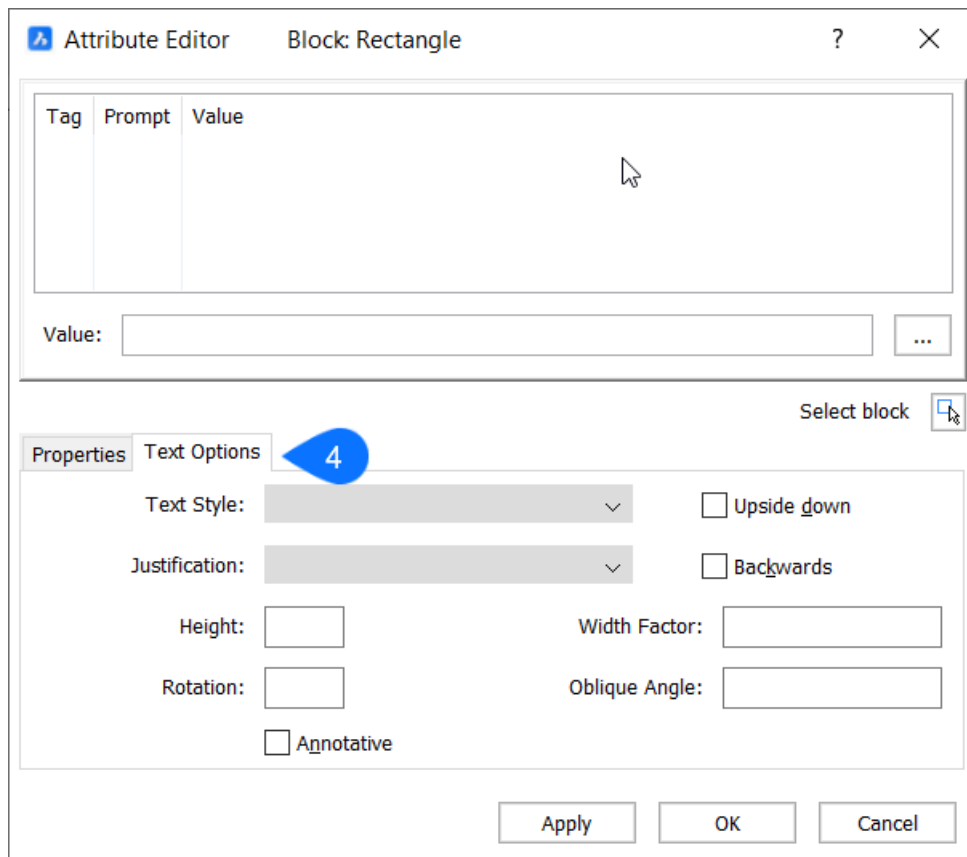 Attribute Editor Block: Rectangle ?
Tag Prompt Value
Value: ...
Select block
Properties Text Options 4
Text Style: Upside down
Justification: Backwards
Height: Width Factor:
Rotation: Oblique Angle:
Annotative
Apply OK Cancel